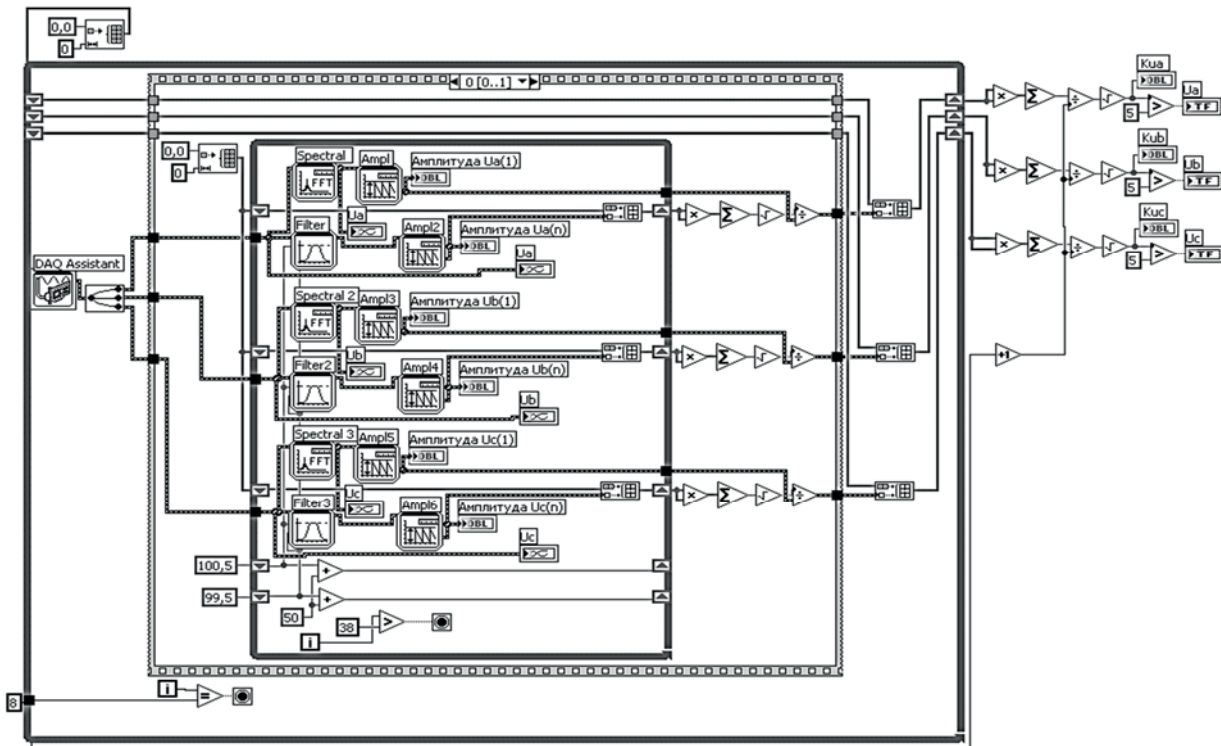 0,0
0
0 [0..1]
Kua
DBL
Ua
5
TF
Kub
DBL
Ub
5
TF
Kuc
DBL
Uc
5
TF
0,0
0
Spectral
FFT
Ampl
Амплитуда Ua(1)
DBL
Filter
Ua
Ampl2
Амплитуда Ua(n)
DBL
Ua
DAQ Assistant
Spectral 2
FFT
Ampl3
Амплитуда Ub(1)
DBL
Filter2
Ub
Ampl4
Амплитуда Ub(n)
DBL
Ub
+1
Spectral 3
FFT
Ampl5
Амплитуда Uc(1)
DBL
Filter3
Uc
Ampl6
Амплитуда Uc(n)
DBL
Uc
100,5
99,5
50
38
i
i
8